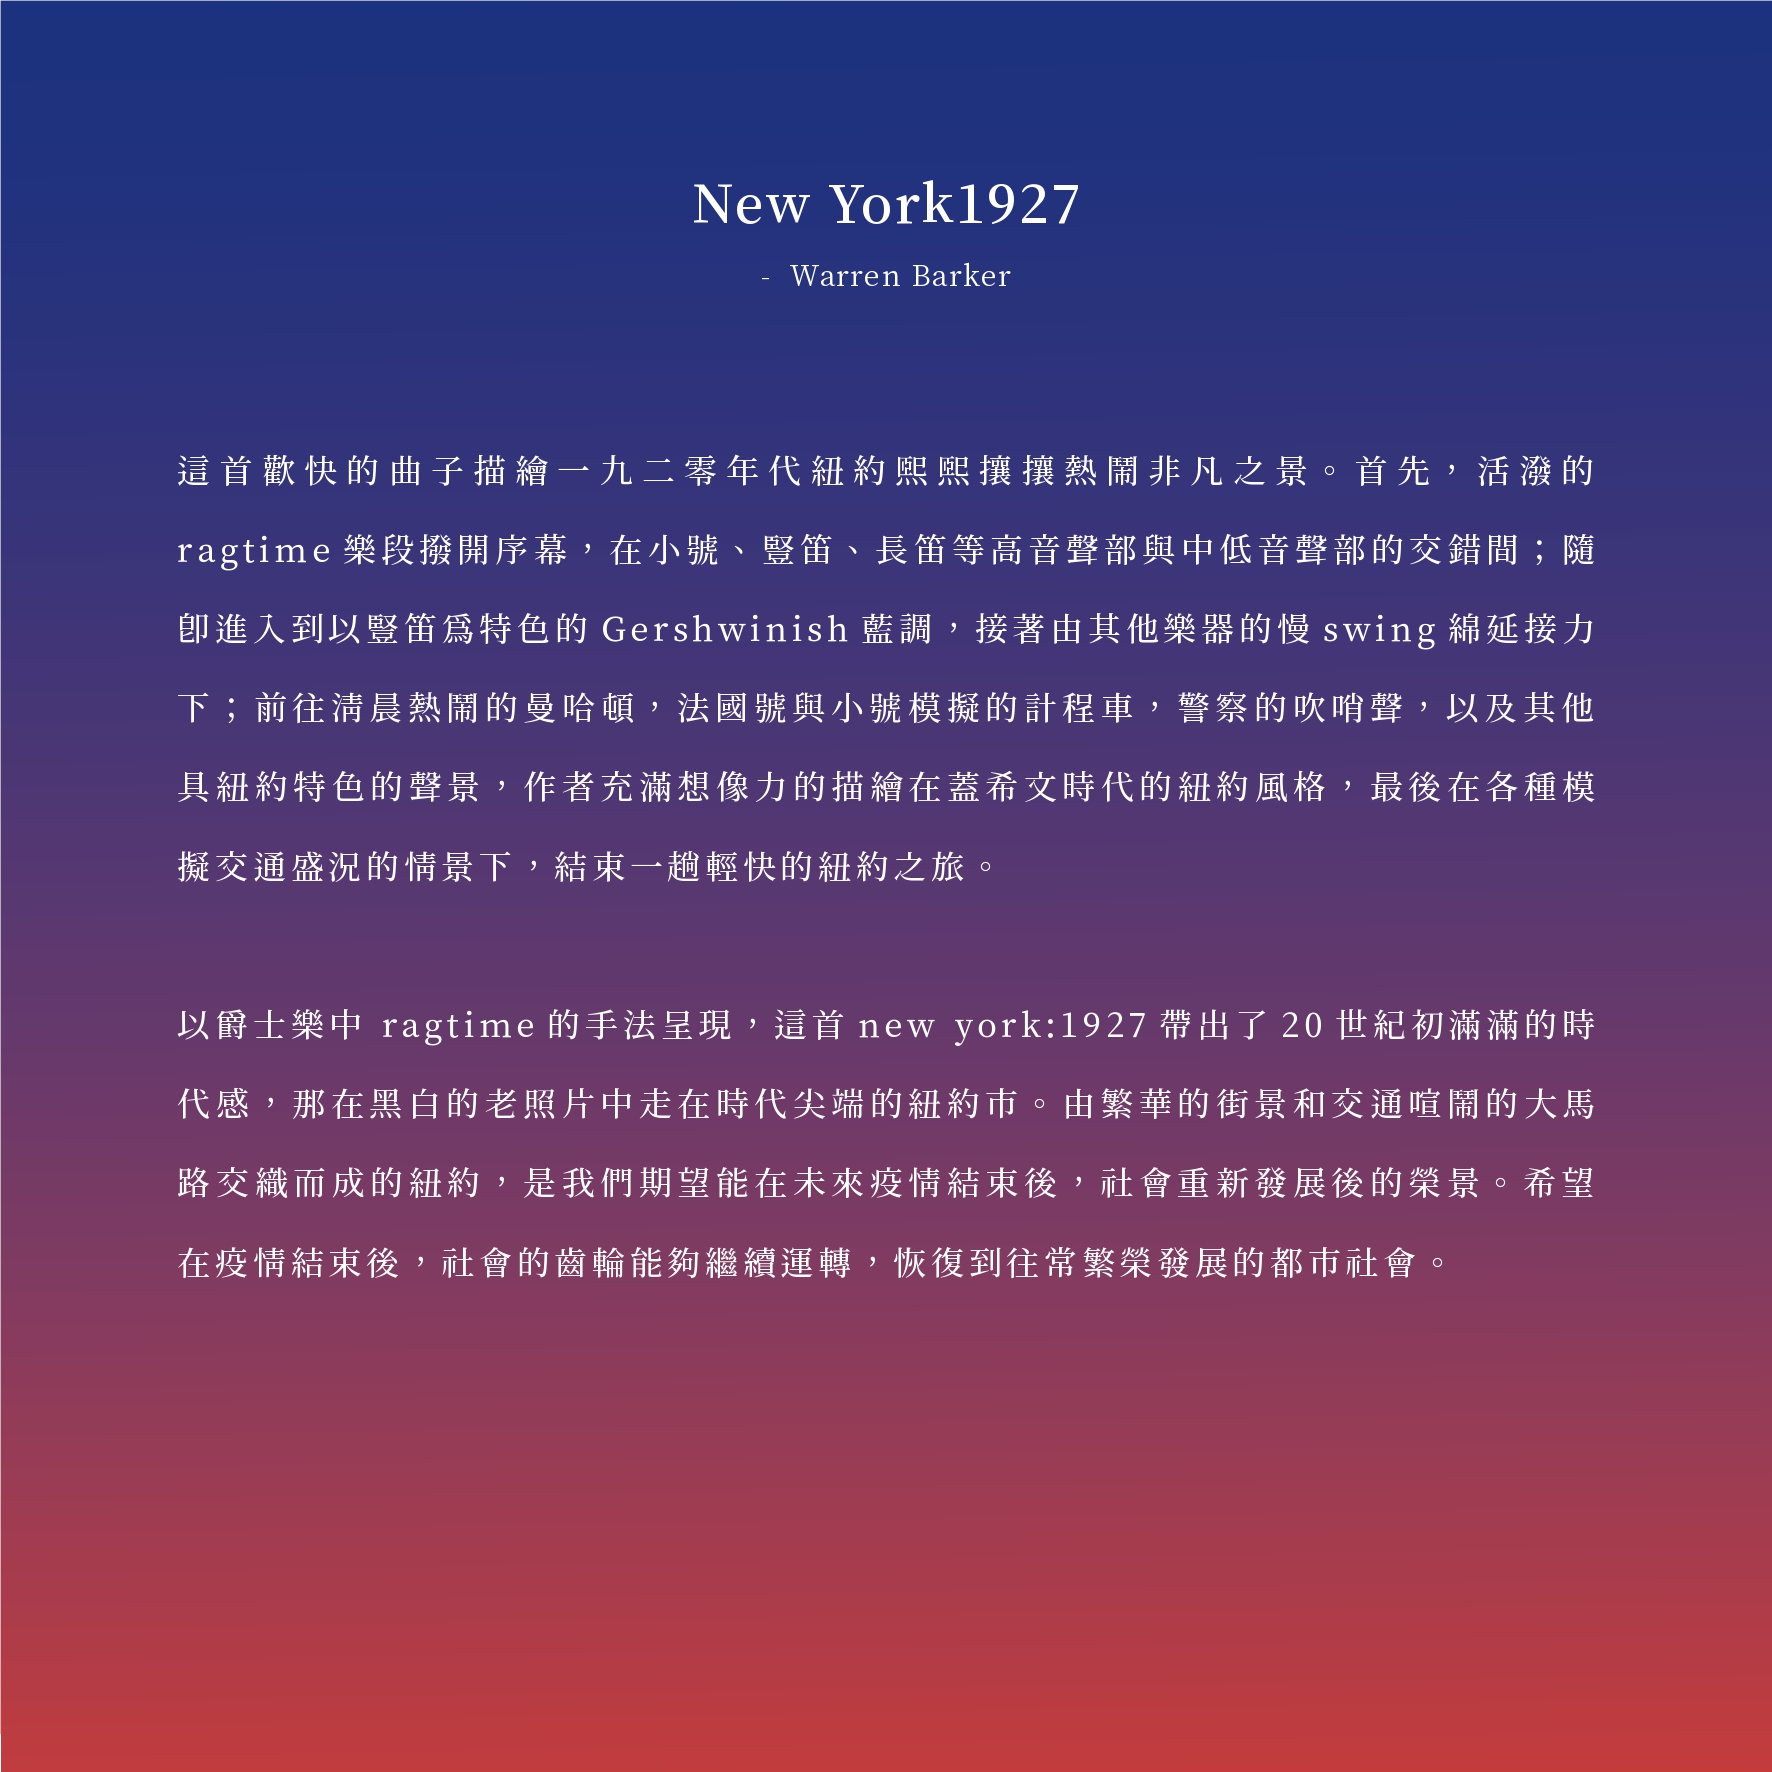 New York1927
- Warren Barker
這首歡快的曲子描繪一九二零年代紐約熙熙攘攘熱鬧非凡之景。首先，活潑的
ragtime 樂段撥開序幕，在小號、豎笛、長笛等高音聲部與中低音聲部的交錯間；隨
卽進入到以豎笛爲特色的 Gershwinish 藍調，接著由其他樂器的慢 swing 綿延接力
下；前往淸晨熱鬧的曼哈頓，法國號與小號模擬的計程車，警察的吹哨聲，以及其他
具紐約特色的聲景，作者充滿想像力的描繪在蓋希文時代的紐約風格，最後在各種模
擬交通盛況的情景下，結束一趟輕快的紐約之旅。
以爵士樂中 ragtime 的手法呈現，這首 new york:1927 帶出了 20 世紀初滿滿的時
代感，那在黑白的老照片中走在時代尖端的紐約市。由繁華的街景和交通喧鬧的大馬
路交織而成的紐約，是我們期望能在未來疫情結束後，社會重新發展後的榮景。希望
在疫情結束後，社會的齒輪能夠繼續運轉，恢復到往常繁榮發展的都市社會。